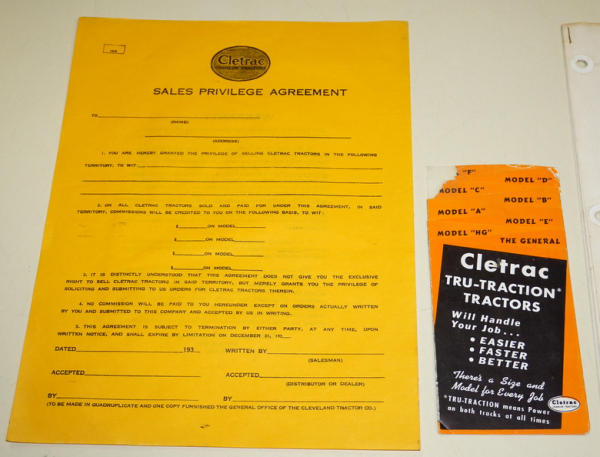 Cletrac
SALES PRIVILEGE AGREEMENT
TO
(NAME)
(ADDRESS)
1. YOU ARE HEREBY GRANTED THE PRIVILEGE OF SELLING CLETRAC TRACTORS IN THE FOLLOWING
TERRITORY, TO WIT:
2. ON ALL CLETRAC TRACTORS SOLD AND PAID FOR UNDER THIS AGREEMENT, IN SAID
TERRITORY, COMMISSIONS WILL BE CREDITED TO YOU ON THE FOLLOWING BASIS, TO WIT:
$ ON MODEL
$ ON MODEL
$ ON MODEL
$ ON MODEL
3. IT IS DISTINCTLY UNDERSTOOD THAT THIS AGREEMENT DOES NOT GIVE YOU THE EXCLUSIVE
RIGHT TO SELL CLETRAC TRACTORS IN SAID TERRITORY, BUT MERELY GRANTS YOU THE PRIVILEGE OF
SOLICITING AND SUBMITTING TO US ORDERS FOR CLETRAC TRACTORS THEREIN.
4. NO COMMISSION WILL BE PAID TO YOU HEREUNDER EXCEPT ON ORDERS ACTUALLY WRITTEN
BY YOU AND SUBMITTED TO THIS COMPANY AND ACCEPTED BY US IN WRITING.
5. THIS AGREEMENT IS SUBJECT TO TERMINATION BY EITHER PARTY, AT ANY TIME, UPON
WRITTEN NOTICE, AND SHALL EXPIRE BY LIMITATION ON DECEMBER 31, 19
DATED 193 WRITTEN BY
(SALESMAN)
ACCEPTED ACCEPTED
(DISTRIBUTOR OR DEALER)
BY BY
(TO BE MADE IN QUADRUPLICATE AND ONE COPY FURNISHED THE GENERAL OFFICE OF THE CLEVELAND TRACTOR CO.)
"F"
MODEL "D"
MODEL "C"
MODEL "B"
MODEL "A"
MODEL "E"
MODEL "HG"
THE GENERAL
Cletrac
TRU-TRACTION*
TRACTORS
Will Handle
Your Job...
• EASIER
• FASTER
• BETTER
There's a Size and
Model for Every Job
*TRU-TRACTION means Power
on both tracks at all times
Cletrac